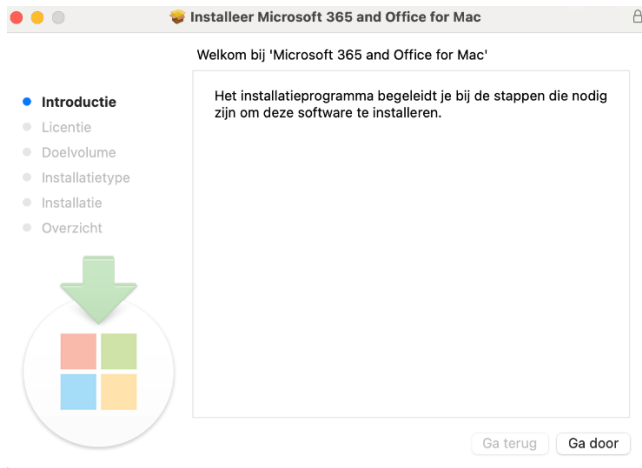 Installeer Microsoft 365 and Office for Mac
Welkom bij 'Microsoft 365 and Office for Mac'
Introductie
Licentie
Doelvolume
Installatietype
Installatie
Overzicht
Het installatieprogramma begeleidt je bij de stappen die nodig
zijn om deze software te installeren.
Ga terug
Ga door